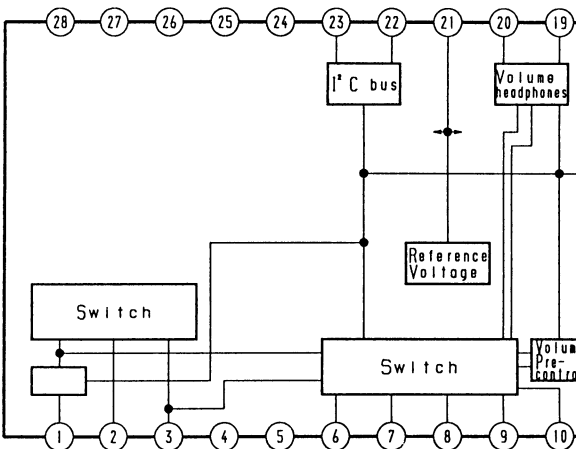 28 27 26 25 24 23 22 21 20 19
I²C bus
Volume
headphones
Reference
Voltage
Switch
Switch
Volum
Pre-
contro
1 2 3 4 5 6 7 8 9 10